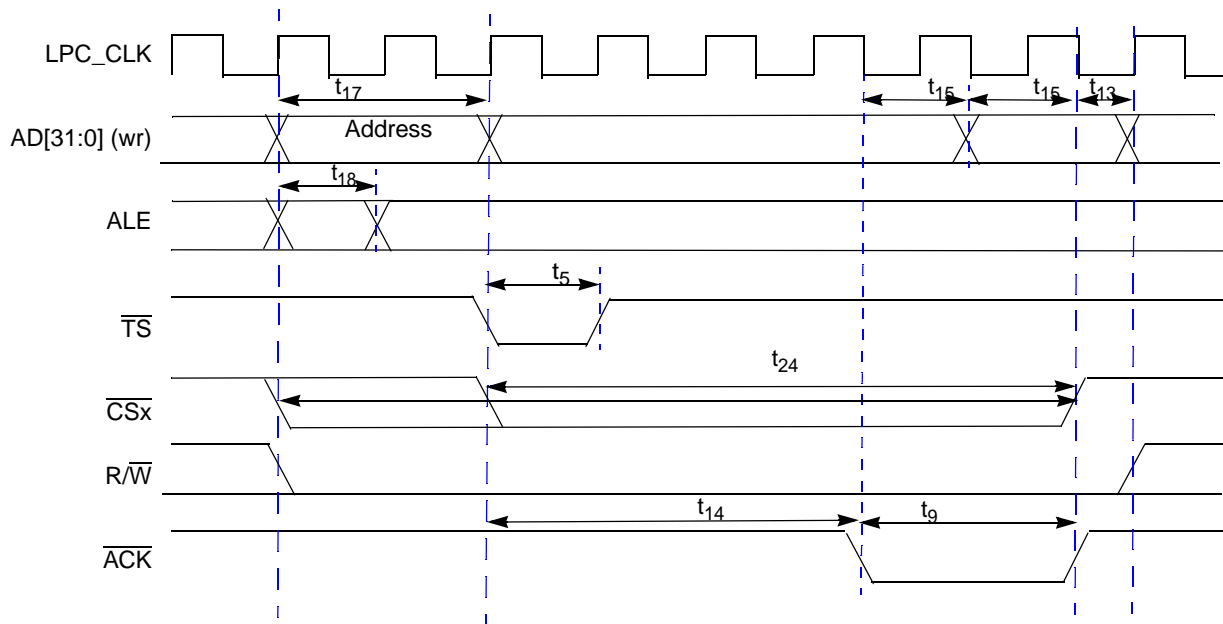 LPC_CLK
t17
t15
t15
t13
AD[31:0] (wr)
Address
t18
ALE
t5
TS
t24
CSx
R/W
t14
t9
ACK